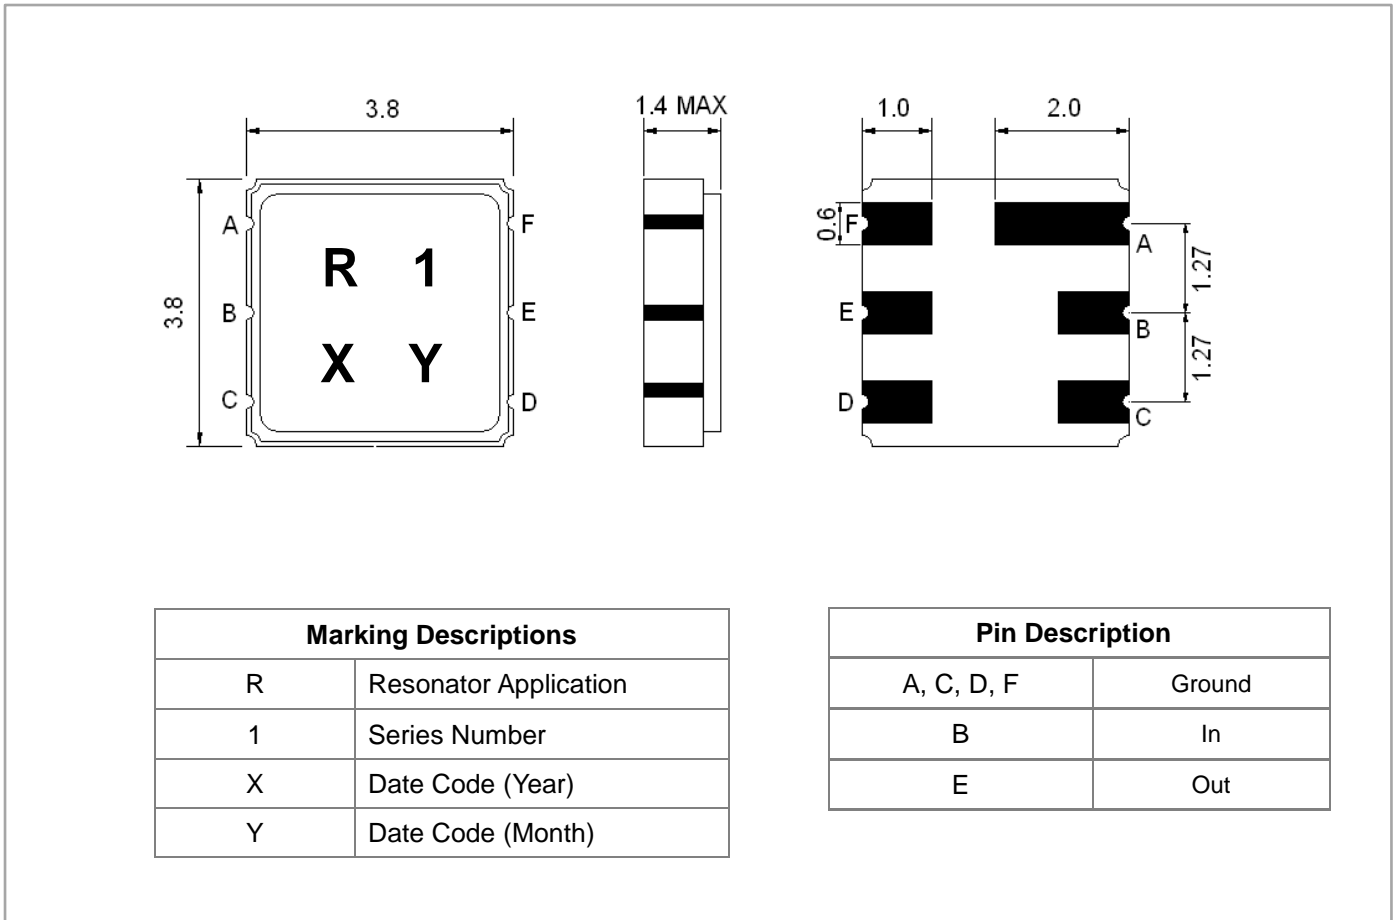 3.8
1.4 MAX
1.0
2.0
A
F
R 1
0.6
F
A
3.8
1.27
B
E
E
B
X Y
1.27
C
D
D
C
Marking Descriptions
R Resonator Application
1 Series Number
X Date Code (Year)
Y Date Code (Month)
Pin Description
A, C, D, F Ground
B In
E Out